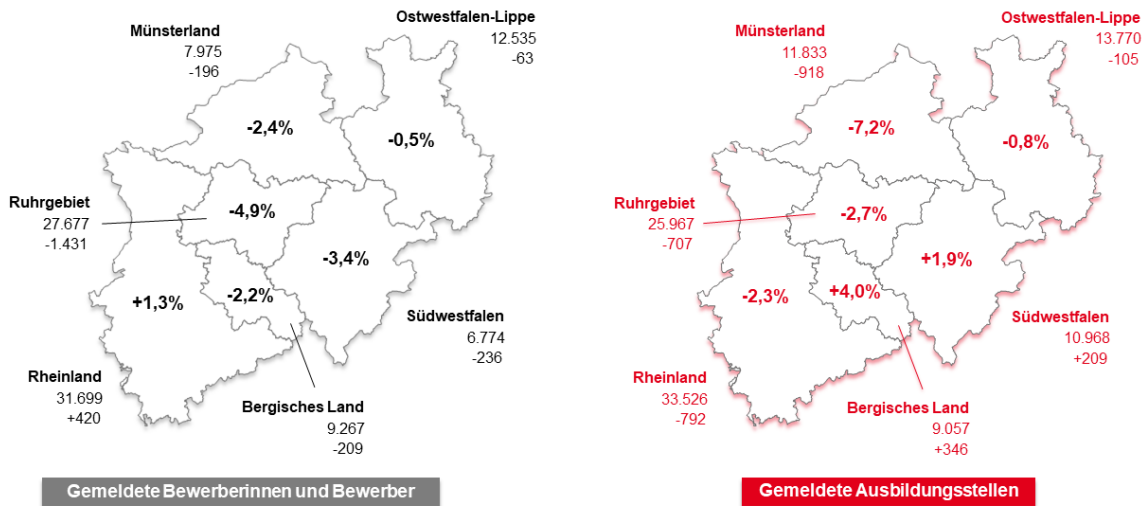 Münsterland
7.975
-196
Ostwestfalen-Lippe
12.535
-63
-2,4%
-0,5%
Ruhrgebiet
27.677
-1.431
-4,9%
-3,4%
+1,3%
-2,2%
Südwestfalen
6.774
-236
Rheinland
31.699
+420
Bergisches Land
9.267
-209
Gemeldete Bewerberinnen und Bewerber
Münsterland
11.833
-918
Ostwestfalen-Lippe
13.770
-105
-7,2%
-0,8%
Ruhrgebiet
25.967
-707
-2,7%
+1,9%
-2,3%
+4,0%
Südwestfalen
10.968
+209
Rheinland
33.526
-792
Bergisches Land
9.057
+346
Gemeldete Ausbildungsstellen